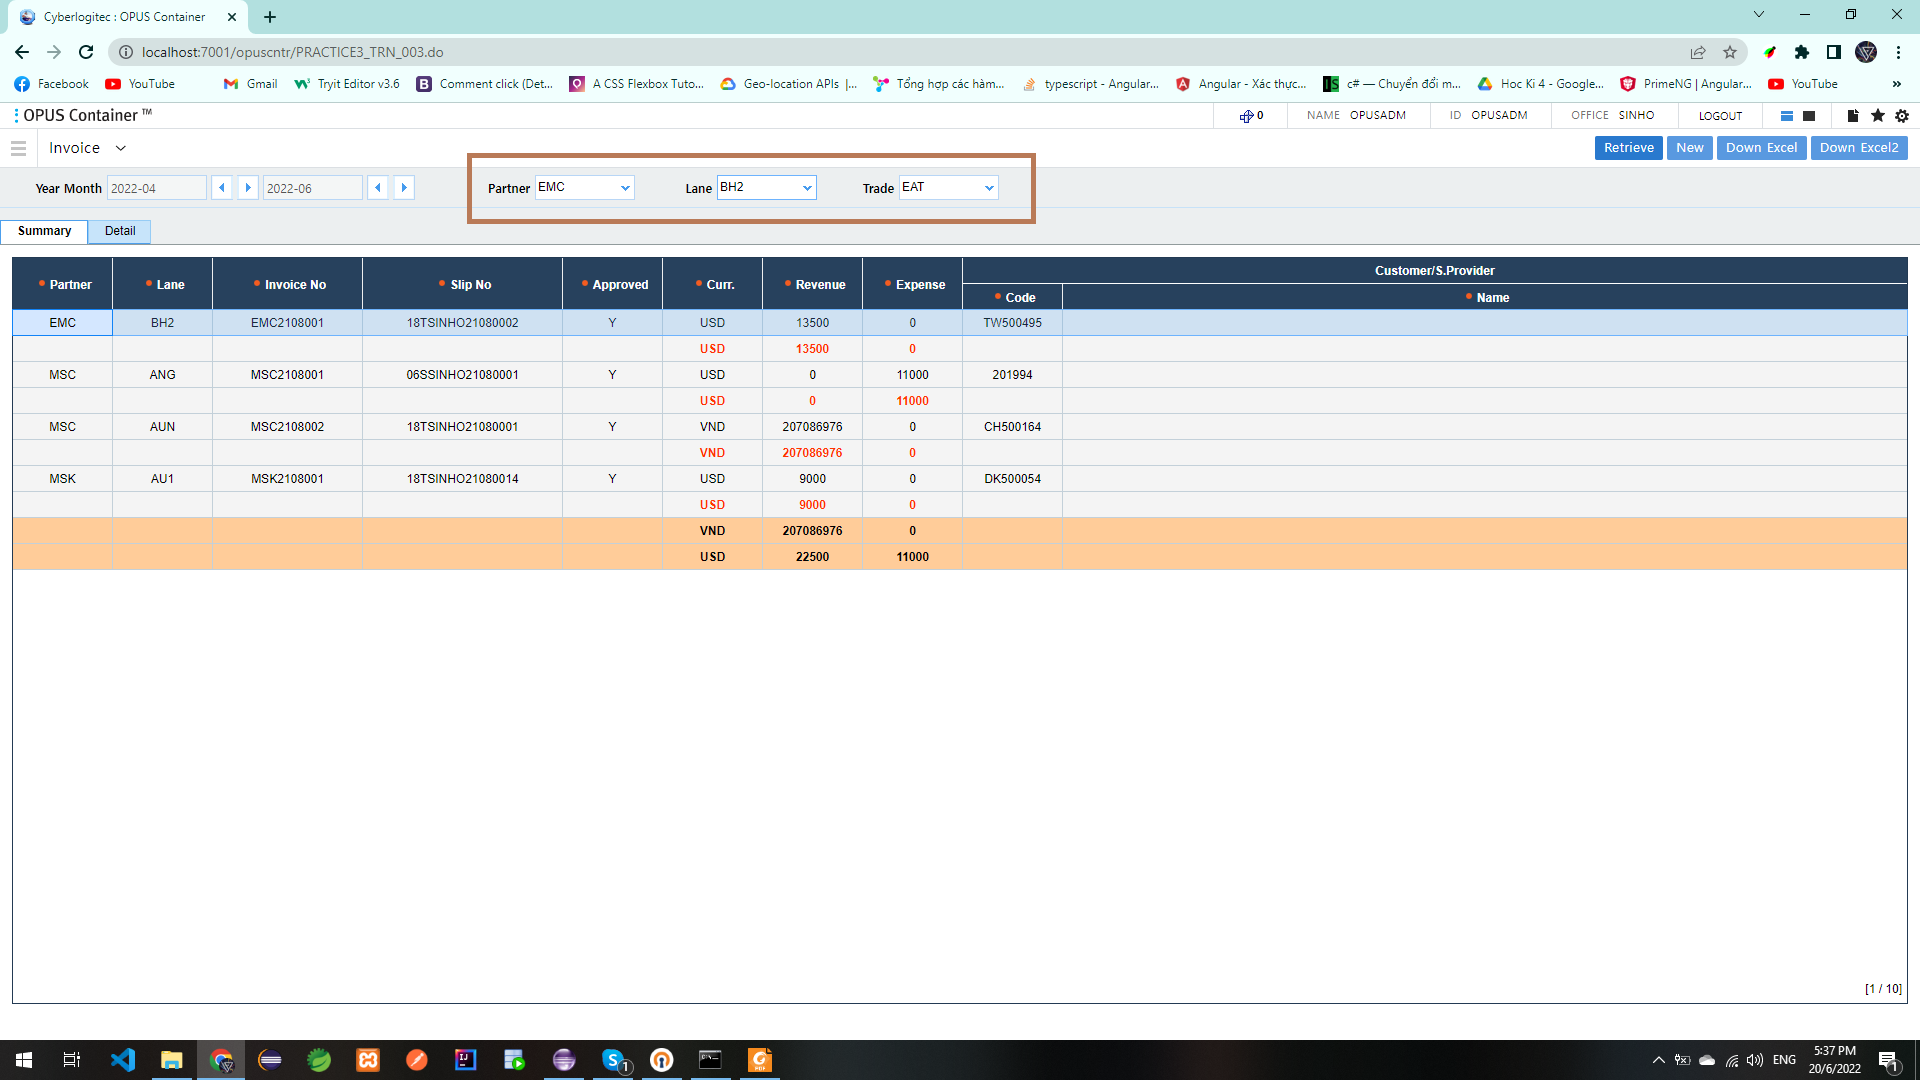 Cyberlogitec : OPUS Container
localhost:7001/opuscntr/PRACTICE3_TRN_003.do
Facebook YouTube Gmail Tryit Editor v3.6 Comment click (Det... A CSS Flexbox Tuto... Geo-location APIs |... Tổng hợp các hàm... typescript - Angular... Angular - Xác thực... c# — Chuyển đổi m... Hoc Ki 4 - Google... PrimeNG | Angular... YouTube »
OPUS Container ™ 0 NAME OPUSADM ID OPUSADM OFFICE SINHO LOGOUT
Invoice Retrieve New Down Excel Down Excel2
Year Month 2022-04 2022-06 Partner EMC Lane BH2 Trade EAT
Summary Detail
Partner Lane Invoice No Slip No Approved Curr. Revenue Expense Customer/S.Provider
Code Name
EMC BH2 EMC2108001 18TSINHO21080002 Y USD 13500 0 TW500495
USD 13500 0
MSC ANG MSC2108001 06SSINHO21080001 Y USD 0 11000 201994
USD 0 11000
MSC AUN MSC2108002 18TSINHO21080001 Y VND 207086976 0 CH500164
VND 207086976 0
MSK AU1 MSK2108001 18TSINHO21080014 Y USD 9000 0 DK500054
USD 9000 0
VND 207086976 0
USD 22500 11000
[1 / 10]
ENG 5:37 PM
20/6/2022